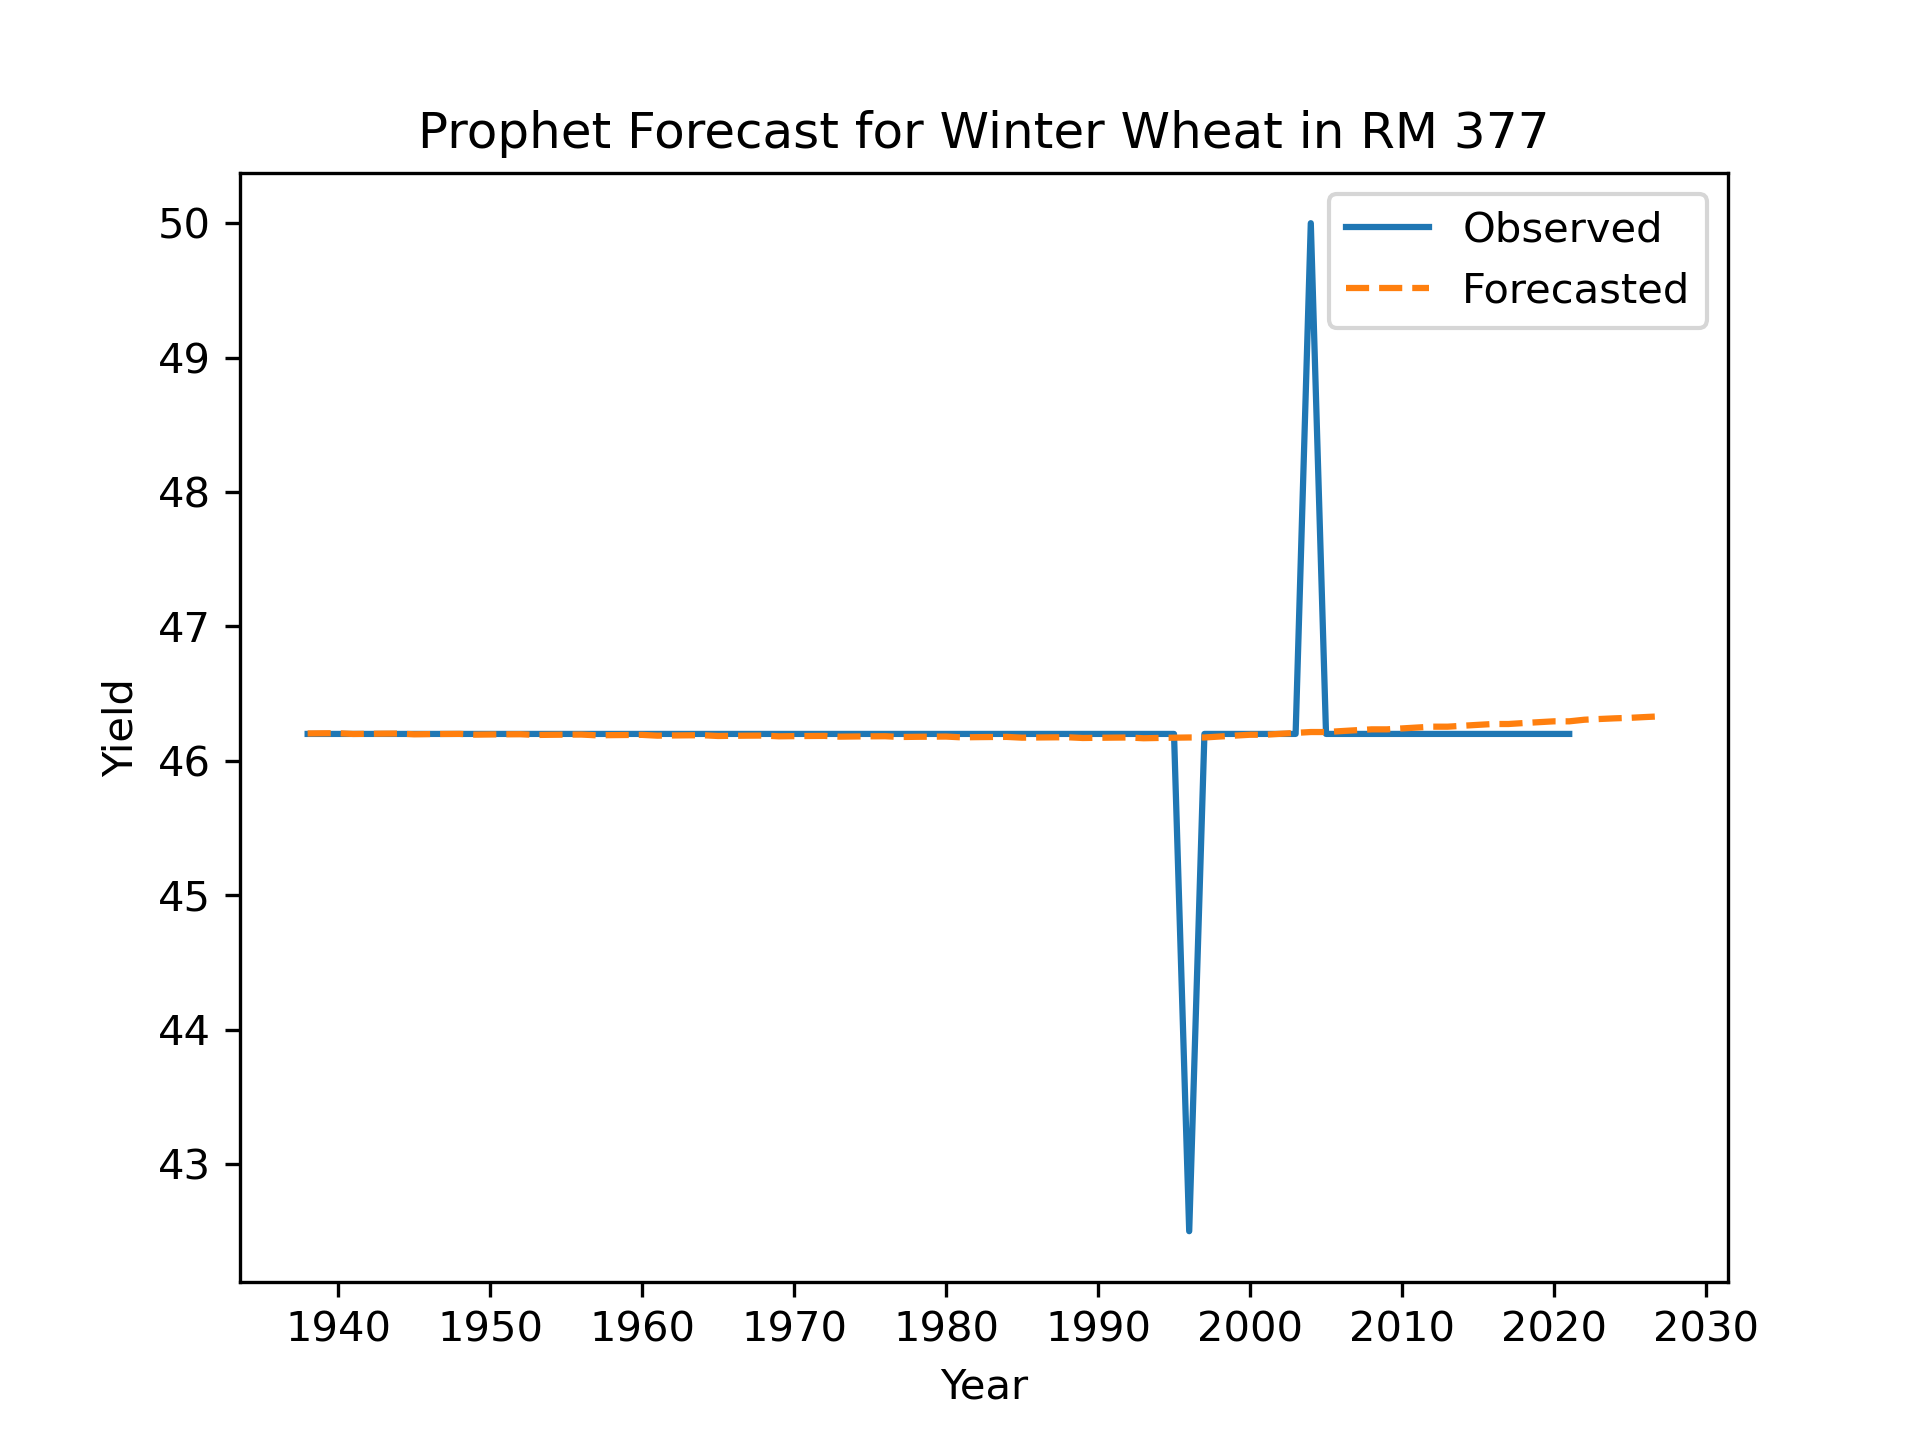 Prophet Forecast for Winter Wheat in RM 377
Observed
Forecasted
50
49
48
47
46
45
44
43
Yield
1940 1950 1960 1970 1980 1990 2000 2010 2020 2030
Year